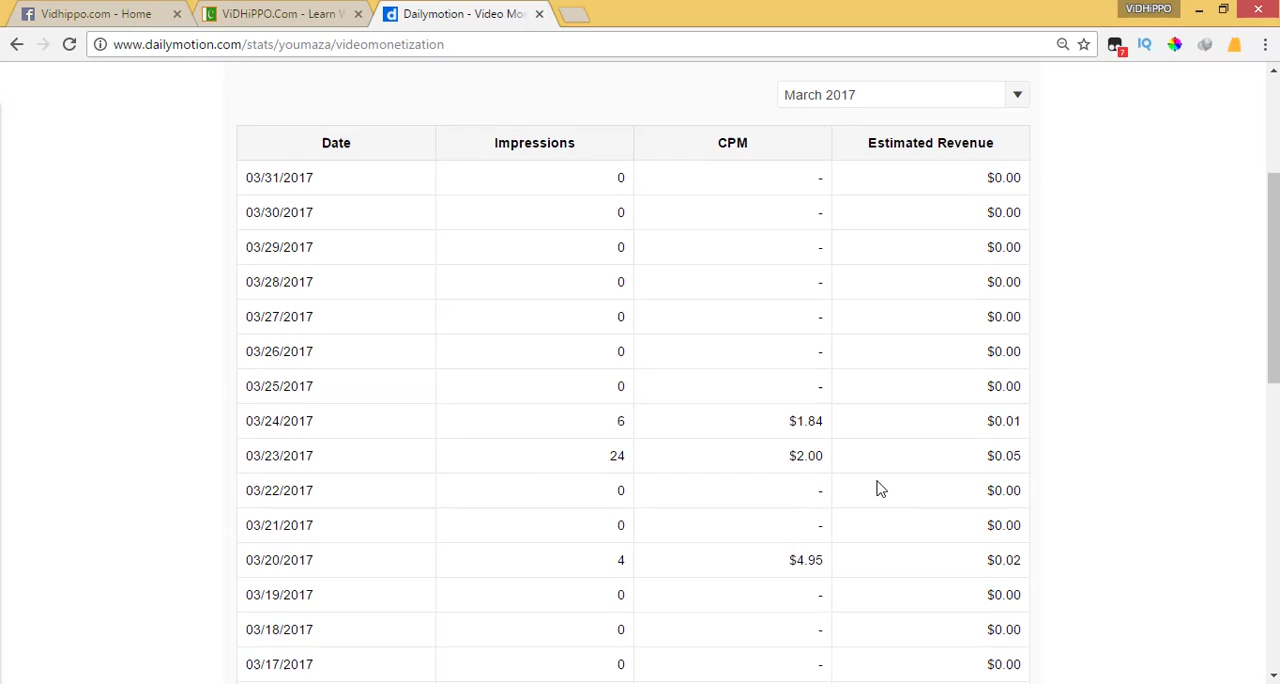 Vidhippo.com - Home
ViDHiPPO.Com - Learn
Dailymotion - Video Mo
ViDHiPPO
www.dailymotion.com/stats/youmaza/videomonetization
7
IQ
March 2017
Date Impressions CPM Estimated Revenue
03/31/2017 0 - $0.00
03/30/2017 0 - $0.00
03/29/2017 0 - $0.00
03/28/2017 0 - $0.00
03/27/2017 0 - $0.00
03/26/2017 0 - $0.00
03/25/2017 0 - $0.00
03/24/2017 6 $1.84 $0.01
03/23/2017 24 $2.00 $0.05
03/22/2017 0 - $0.00
03/21/2017 0 - $0.00
03/20/2017 4 $4.95 $0.02
03/19/2017 0 - $0.00
03/18/2017 0 - $0.00
03/17/2017 0 - $0.00